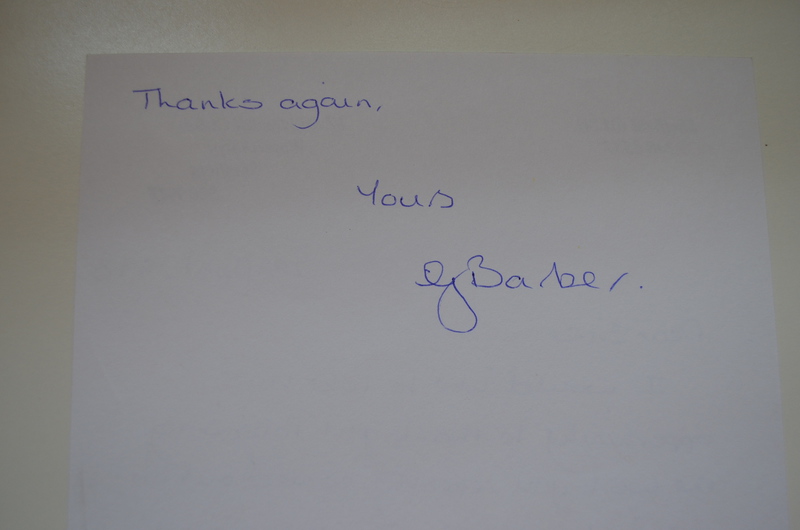 Thanks again,
Yours
Barber.